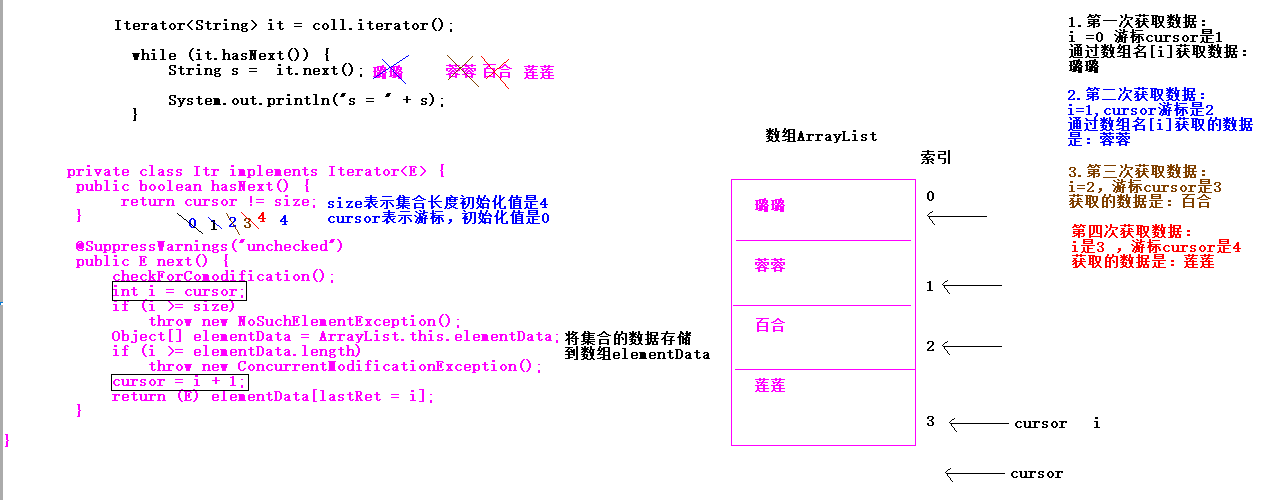 Iterator<String> it = coll.iterator();
while (it.hasNext()) {
String s = it.next(); 璐璐 蓉蓉 百合 莲莲
System.out.println("s = " + s);
}
private class Itr implements Iterator<E> {
public boolean hasNext() {
return cursor != size; size表示集合长度初始化值是4
} cursor表示游标，初始化值是0
0 1 2 3 4 4
@SuppressWarnings("unchecked")
public E next() {
checkForComodification();
int i = cursor;
if (i >= size)
throw new NoSuchElementException();
Object[] elementData = ArrayList.this.elementData; 将集合的数据存储
到数组elementData
if (i >= elementData.length)
throw new ConcurrentModificationException();
cursor = i + 1;
return (E) elementData[lastRet = i];
}
}
数组ArrayList
索引
璐璐 0
蓉蓉 1
百合 2
莲莲 3
cursor i
cursor
1.第一次获取数据：
i =0 游标cursor是1
通过数组名[i]获取数据：
璐璐
2.第二次获取数据：
i=1,cursor游标是2
通过数组名[i]获取的数据
是：蓉蓉
3.第三次获取数据：
i=2，游标cursor是3
获取的数据是：百合
第四次获取数据：
i是3 ，游标cursor是4
获取的数据是：莲莲